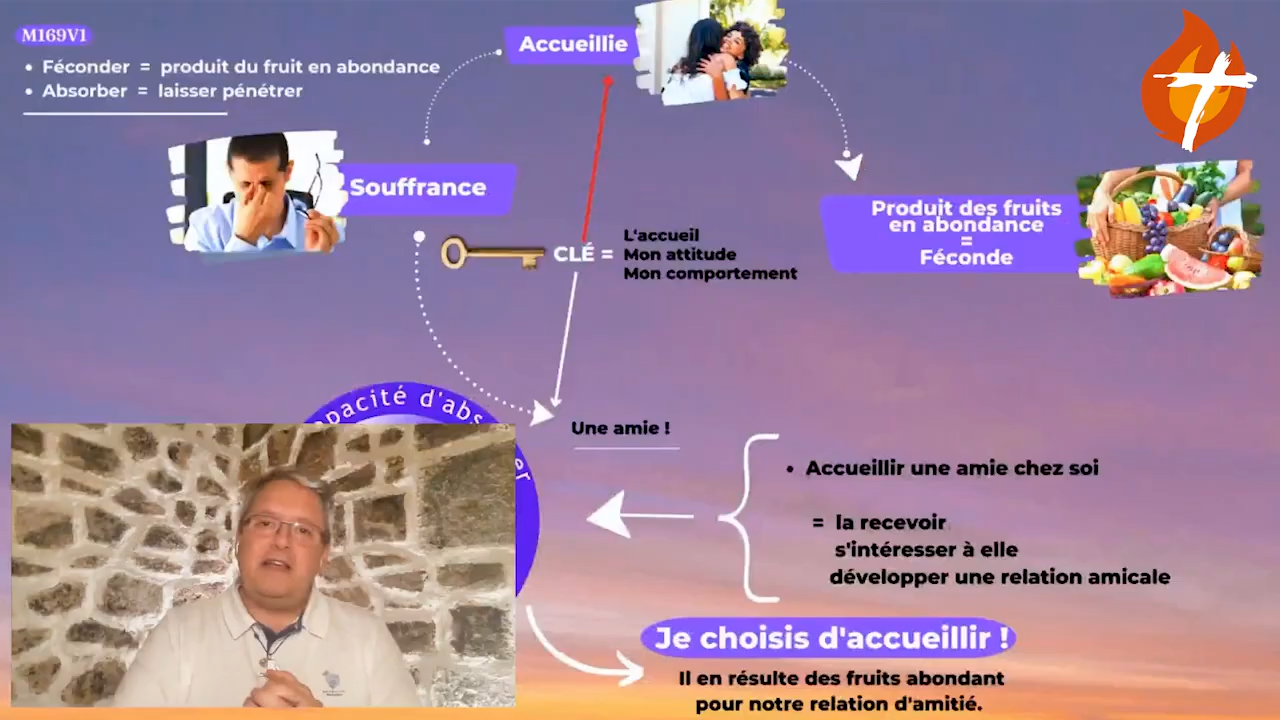 M169V1
• Féconder = produit du fruit en abondance
• Absorber = laisser pénétrer
Accueillie
Souffrance
Produit des fruits
en abondance
=
Féconde
CLÉ =
L'accueil
Mon attitude
Mon comportement
Une amie !
• Accueillir une amie chez soi
= la recevoir
s'intéresser à elle
développer une relation amicale
Je choisis d'accueillir !
Il en résulte des fruits abondant
pour notre relation d'amitié.